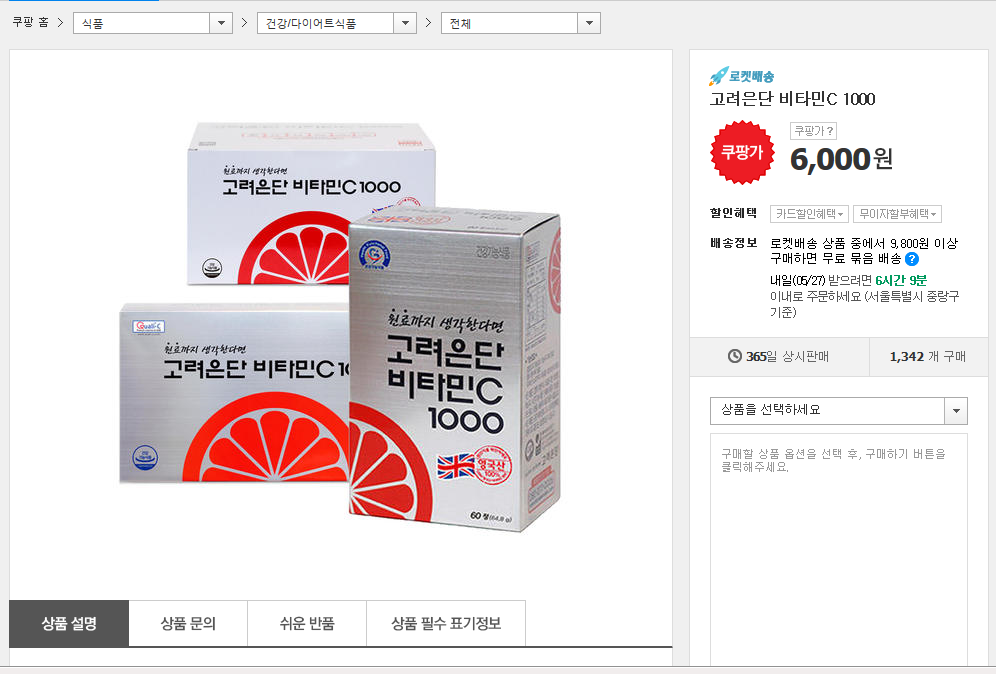 쿠팡 홈 > 식품 > 건강/다이어트식품 > 전체
원료까지 생각한다면
고려은단 비타민C 1000
건강기능식품
원료까지 생각한다면
고려은단
비타민C
1000
영국산
100%
60 정(64.8 g)
Quali-C
원료까지 생각한다면
고려은단 비타민C 10
로켓배송
고려은단 비타민C 1000
쿠팡가
쿠팡가 ?
6,000원
할인혜택 카드할인혜택 무이자할부혜택
배송정보 로켓배송 상품 중에서 9,800원 이상
구매하면 무료 묶음 배송 ?
내일(05/27) 받으려면 6시간 9분
이내로 주문하세요 (서울특별시 중랑구
기준)
365일 상시판매 1,342 개 구매
상품을 선택하세요
구매할 상품 옵션을 선택 후, 구매하기 버튼을
클릭해주세요.
상품 설명 상품 문의 쉬운 반품 상품 필수 표기정보